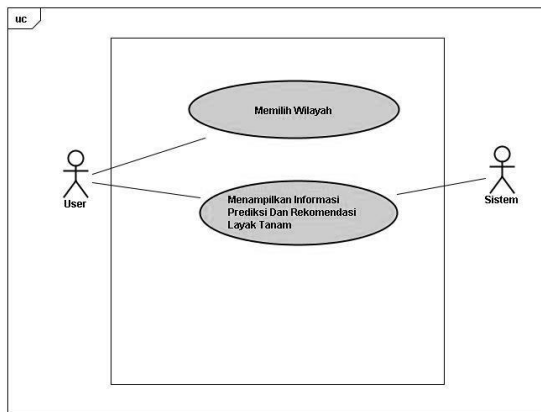 uc
Memilih Wilayah
User
Menampilkan Informasi
Prediksi Dan Rekomendasi
Layak Tanam
Sistem